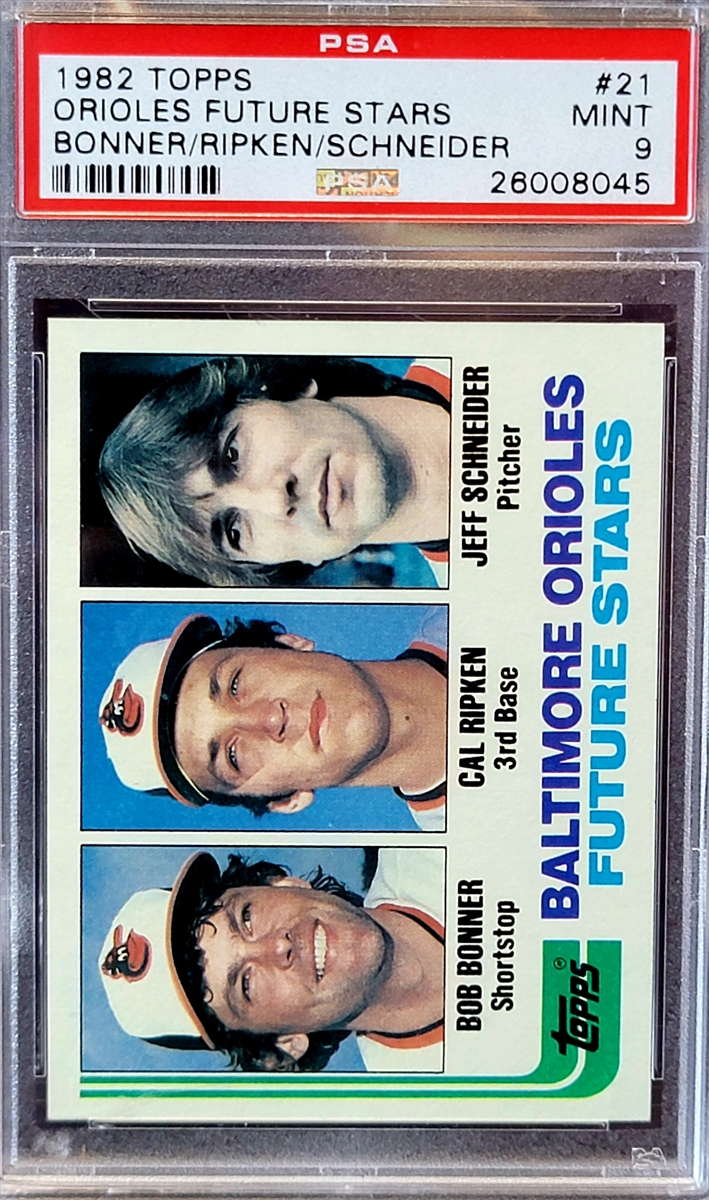 PSA
1982 TOPPS #21
ORIOLES FUTURE STARS MINT
BONNER/RIPKEN/SCHNEIDER 9
PSA 26008045
BOB BONNER
Shortstop
CAL RIPKEN
3rd Base
JEFF SCHNEIDER
Pitcher
topps®
BALTIMORE ORIOLES
FUTURE STARS